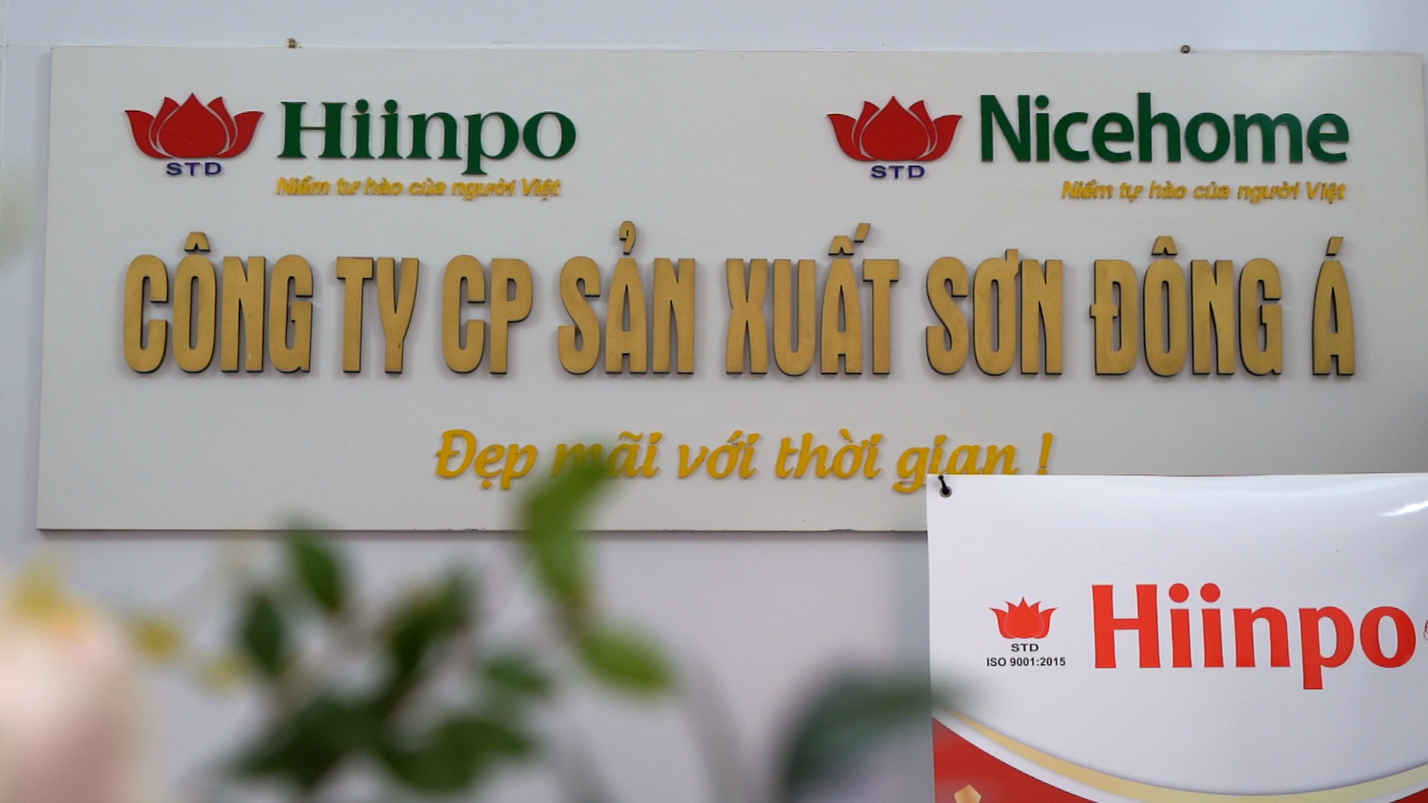 Hiinpo
STD
Niềm tự hào của người Việt
Nicehome
STD
Niềm tự hào của người Việt
CÔNG TY CP SẢN XUẤT SƠN ĐÔNG Á
Đẹp mãi với thời gian !
Hiinpo
STD
ISO 9001:2015